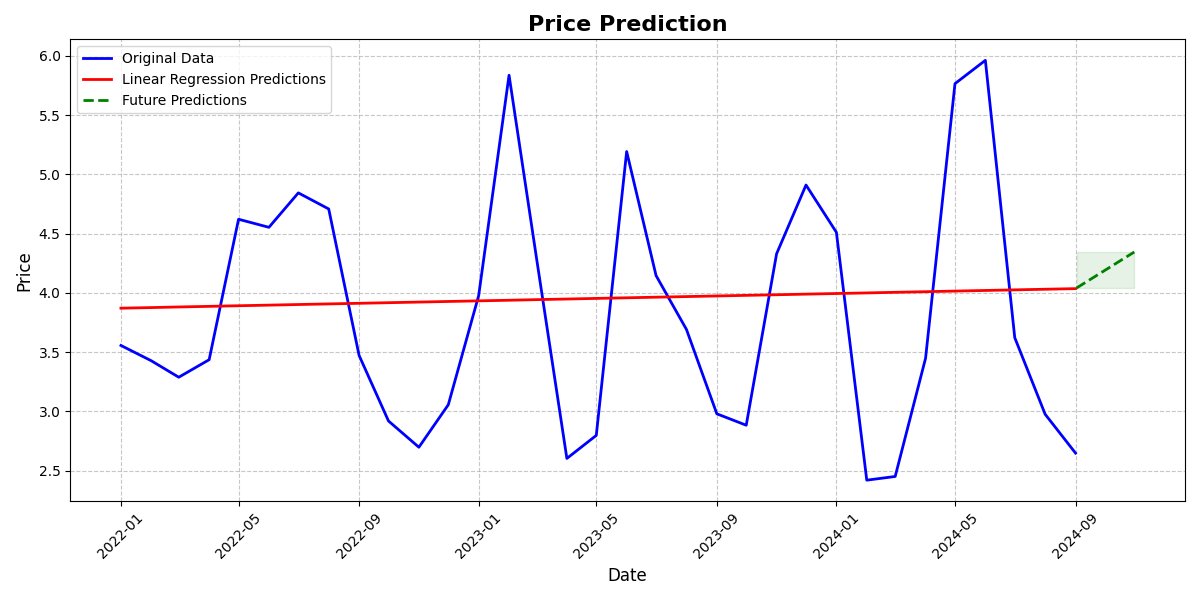 Price Prediction
Original Data
Linear Regression Predictions
Future Predictions
Price
6.0
5.5
5.0
4.5
4.0
3.5
3.0
2.5
2022-01
2022-05
2022-09
2023-01
2023-05
2023-09
2024-01
2024-05
2024-09
Date